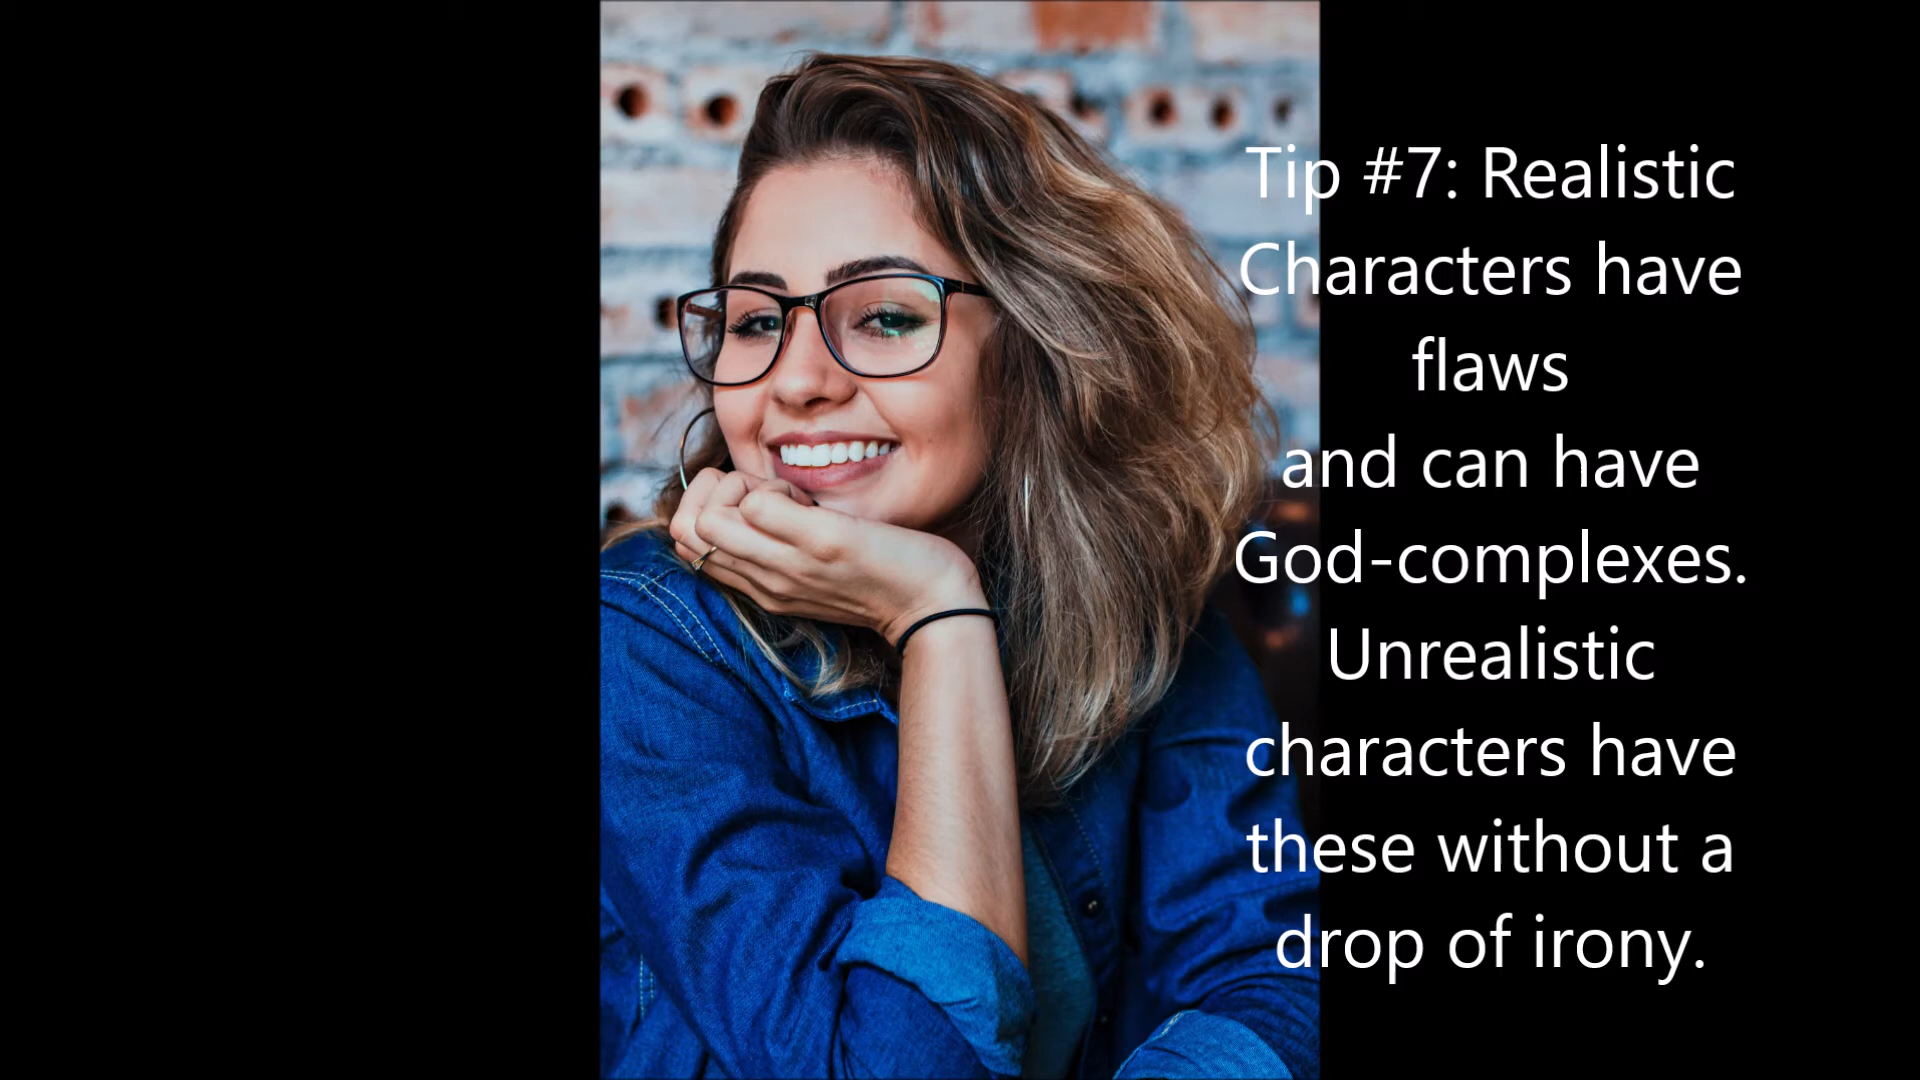 Tip #7: Realistic
Characters have
flaws
and can have
God-complexes.
Unrealistic
characters have
these without a
drop of irony.